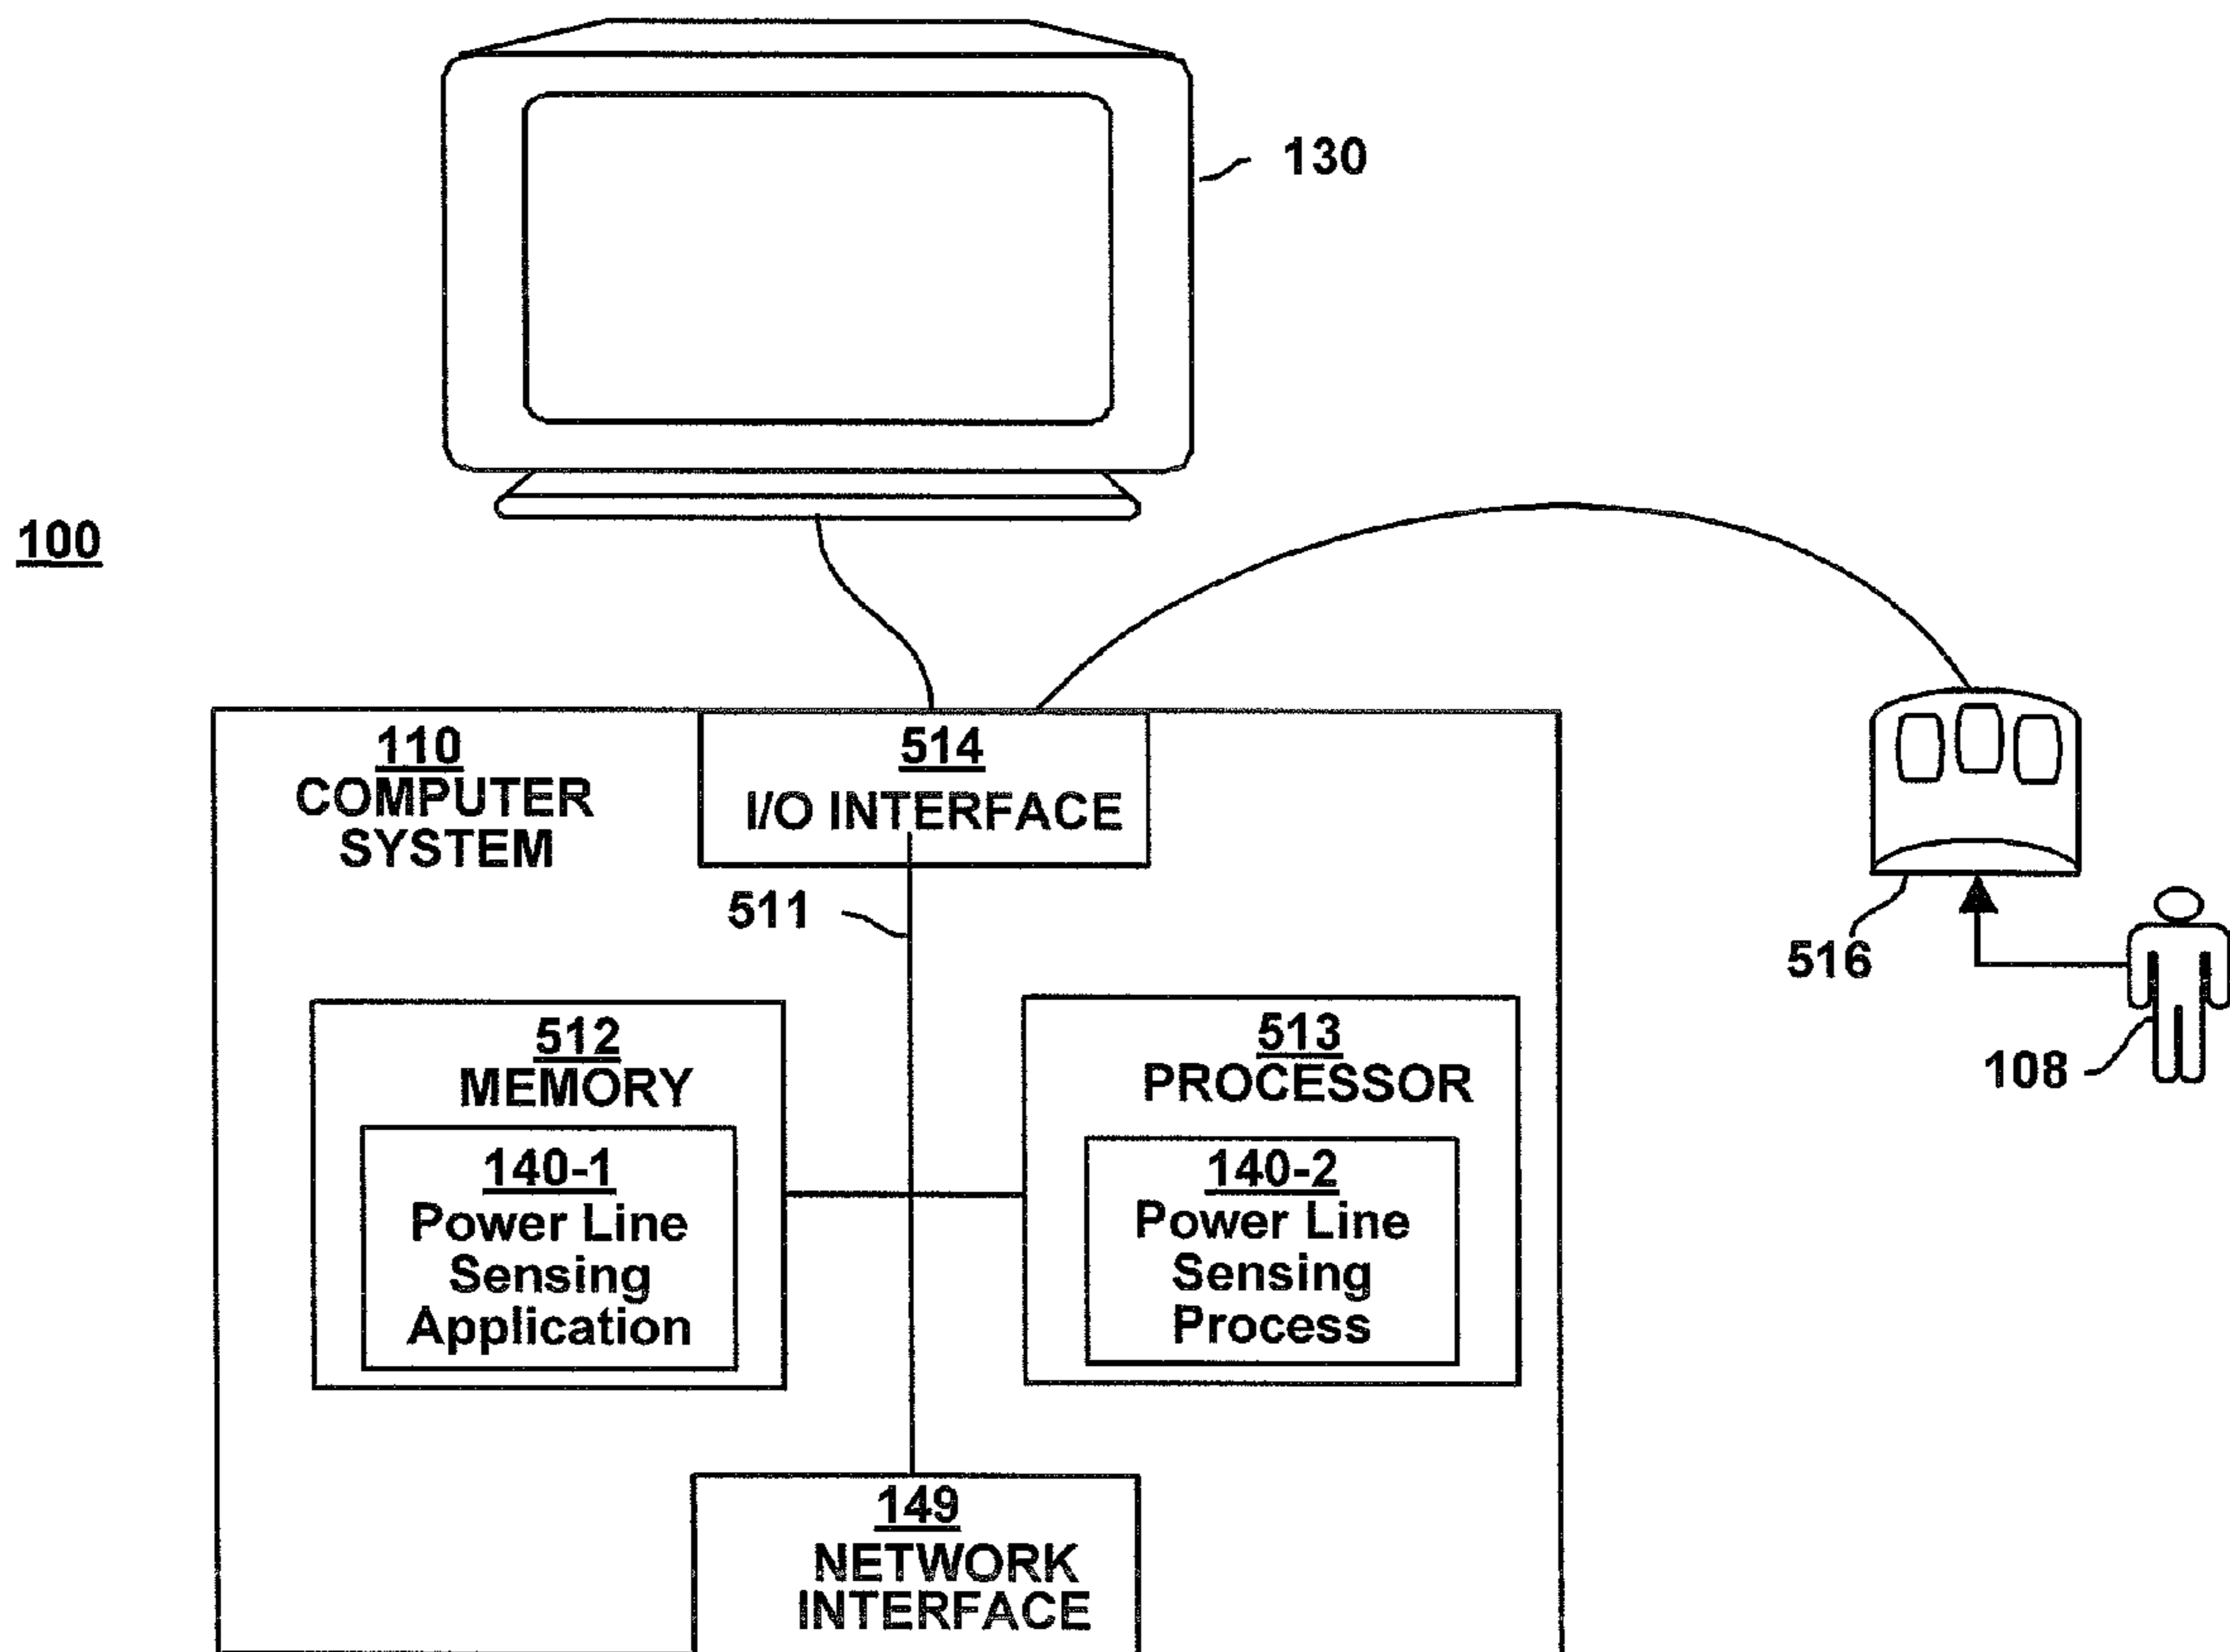 130
100
110
COMPUTER
SYSTEM
514
I/O INTERFACE
511
516
108
512
MEMORY
140-1
Power Line
Sensing
Application
513
PROCESSOR
140-2
Power Line
Sensing
Process
149
NETWORK
INTERFACE